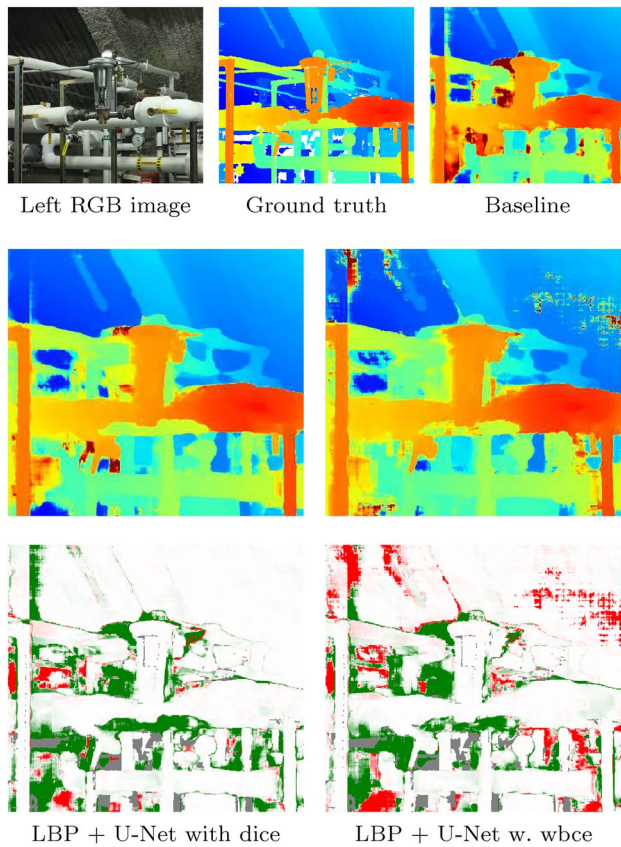 Left RGB image
Ground truth
Baseline
LBP + U-Net with dice
LBP + U-Net w. wbce